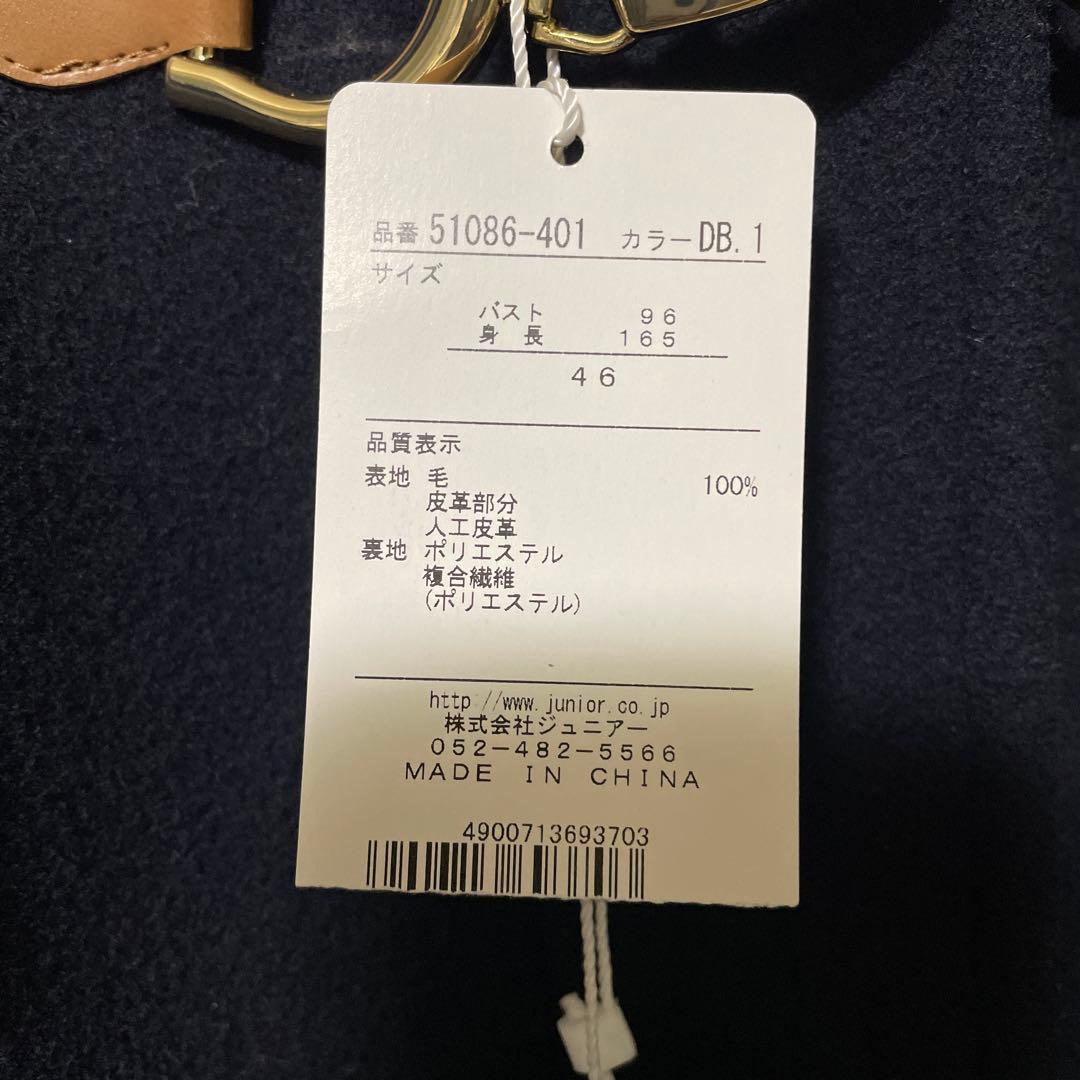 品番 51086-401 カラー DB.1
サイズ
バスト 96
身 長 165
46
品質表示
表地 毛 100%
皮革部分
人工皮革
裏地 ポリエステル
複合繊維
(ポリエステル)
http://www.junior.co.jp
株式会社ジュニアー
052-482-5566
MADE IN CHINA
4900713693703